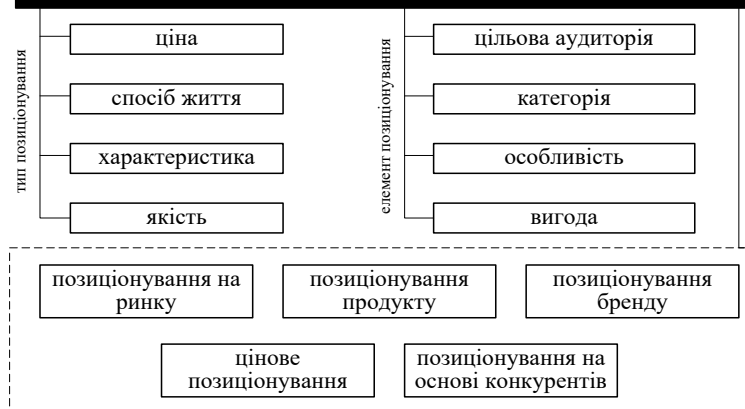 тип позиціонування
ціна
спосіб життя
характеристика
якість
елемент позиціонування
цільова аудиторія
категорія
особливість
вигода
позиціонування на
ринку
позиціонування
продукту
позиціонування
бренду
цінове
позиціонування
позиціонування на
основі конкурентів